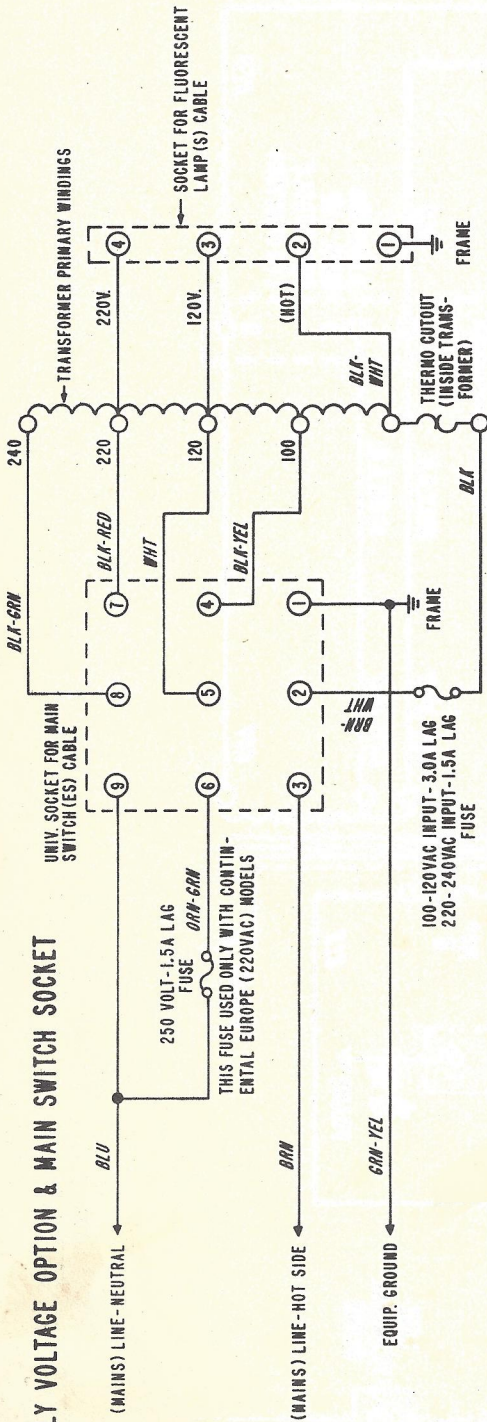 LY VOLTAGE OPTION & MAIN SWITCH SOCKET
(MAINS) LINE-NEUTRAL
BLU
250 VOLT-1.5A LAG
FUSE
ORN-GRN
THIS FUSE USED ONLY WITH CONTIN-
ENTAL EUROPE (220VAC) MODELS
(MAINS) LINE-HOT SIDE
BRN
EQUIP. GROUND
GRN-YEL
UNIV. SOCKET FOR MAIN
SWITCH(ES) CABLE
9
8
7
6
5
4
3
2
1
BRN-
WHT
FRAME
100-120VAC INPUT-3.0A LAG
220-240VAC INPUT-1.5A LAG
FUSE
BLK-GRN
BLK-RED
WHT
BLK-YEL
BLK
240
220
120
100
TRANSFORMER PRIMARY WINDINGS
BLK-
WHT
THERMO CUTOUT
(INSIDE TRANS-
FORMER)
220V.
120V.
(HOT)
4
3
2
1
FRAME
SOCKET FOR FLUORESCENT
LAMP(S) CABLE